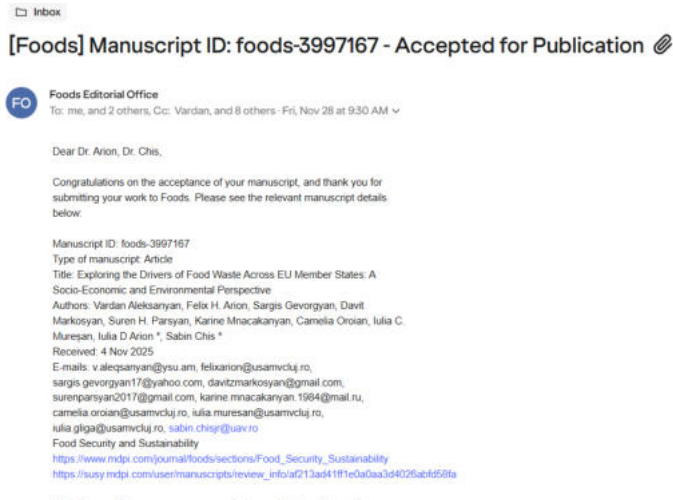 Inbox
[Foods] Manuscript ID: foods-3997167 - Accepted for Publication
FO
Foods Editorial Office
To: me, and 2 others, Cc: Vardan, and 8 others · Fri, Nov 28 at 9:30 AM
Dear Dr. Arion, Dr. Chis,
Congratulations on the acceptance of your manuscript, and thank you for
submitting your work to Foods. Please see the relevant manuscript details
below:
Manuscript ID: foods-3997167
Type of manuscript: Article
Title: Exploring the Drivers of Food Waste Across EU Member States: A
Socio-Economic and Environmental Perspective
Authors: Vardan Aleksanyan, Felix H. Arion, Sargis Gevorgyan, Davit
Markosyan, Suren H. Parsyan, Karine Mnacakanyan, Camelia Oroian, Iulia C.
Mureșan, Iulia D Arion *, Sabin Chis *
Received: 4 Nov 2025
E-mails: v.aleqsanyan@ysu.am, felixarion@usamvcluj.ro,
sargis.gevorgyan17@yahoo.com, davitzmarkosyan@gmail.com,
surenparsyan2017@gmail.com, karine.mnacakanyan.1984@mail.ru,
camelia.oroian@usamvcluj.ro, iulia.muresan@usamvcluj.ro,
iulia.gliga@usamvcluj.ro, sabin.chisjr@uav.ro
Food Security and Sustainability
https://www.mdpi.com/journal/foods/sections/Food_Security_Sustainability
https://susy.mdpi.com/user/manuscripts/review_info/af213ad41ff1e0a0aa3d4026abfd58fa